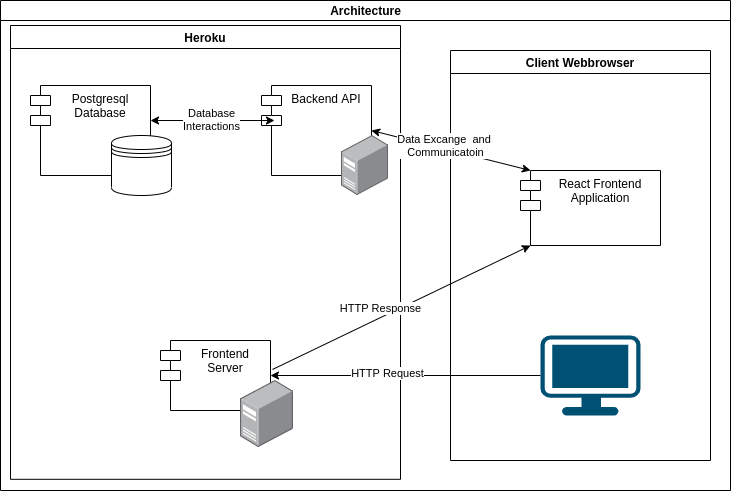 Architecture
Heroku
Client Webbrowser
Postgresql
Database
Database
Interactions
Backend API
Data Excange  and
Communicatoin
React Frontend
Application
HTTP Response
Frontend
Server
HTTP Request